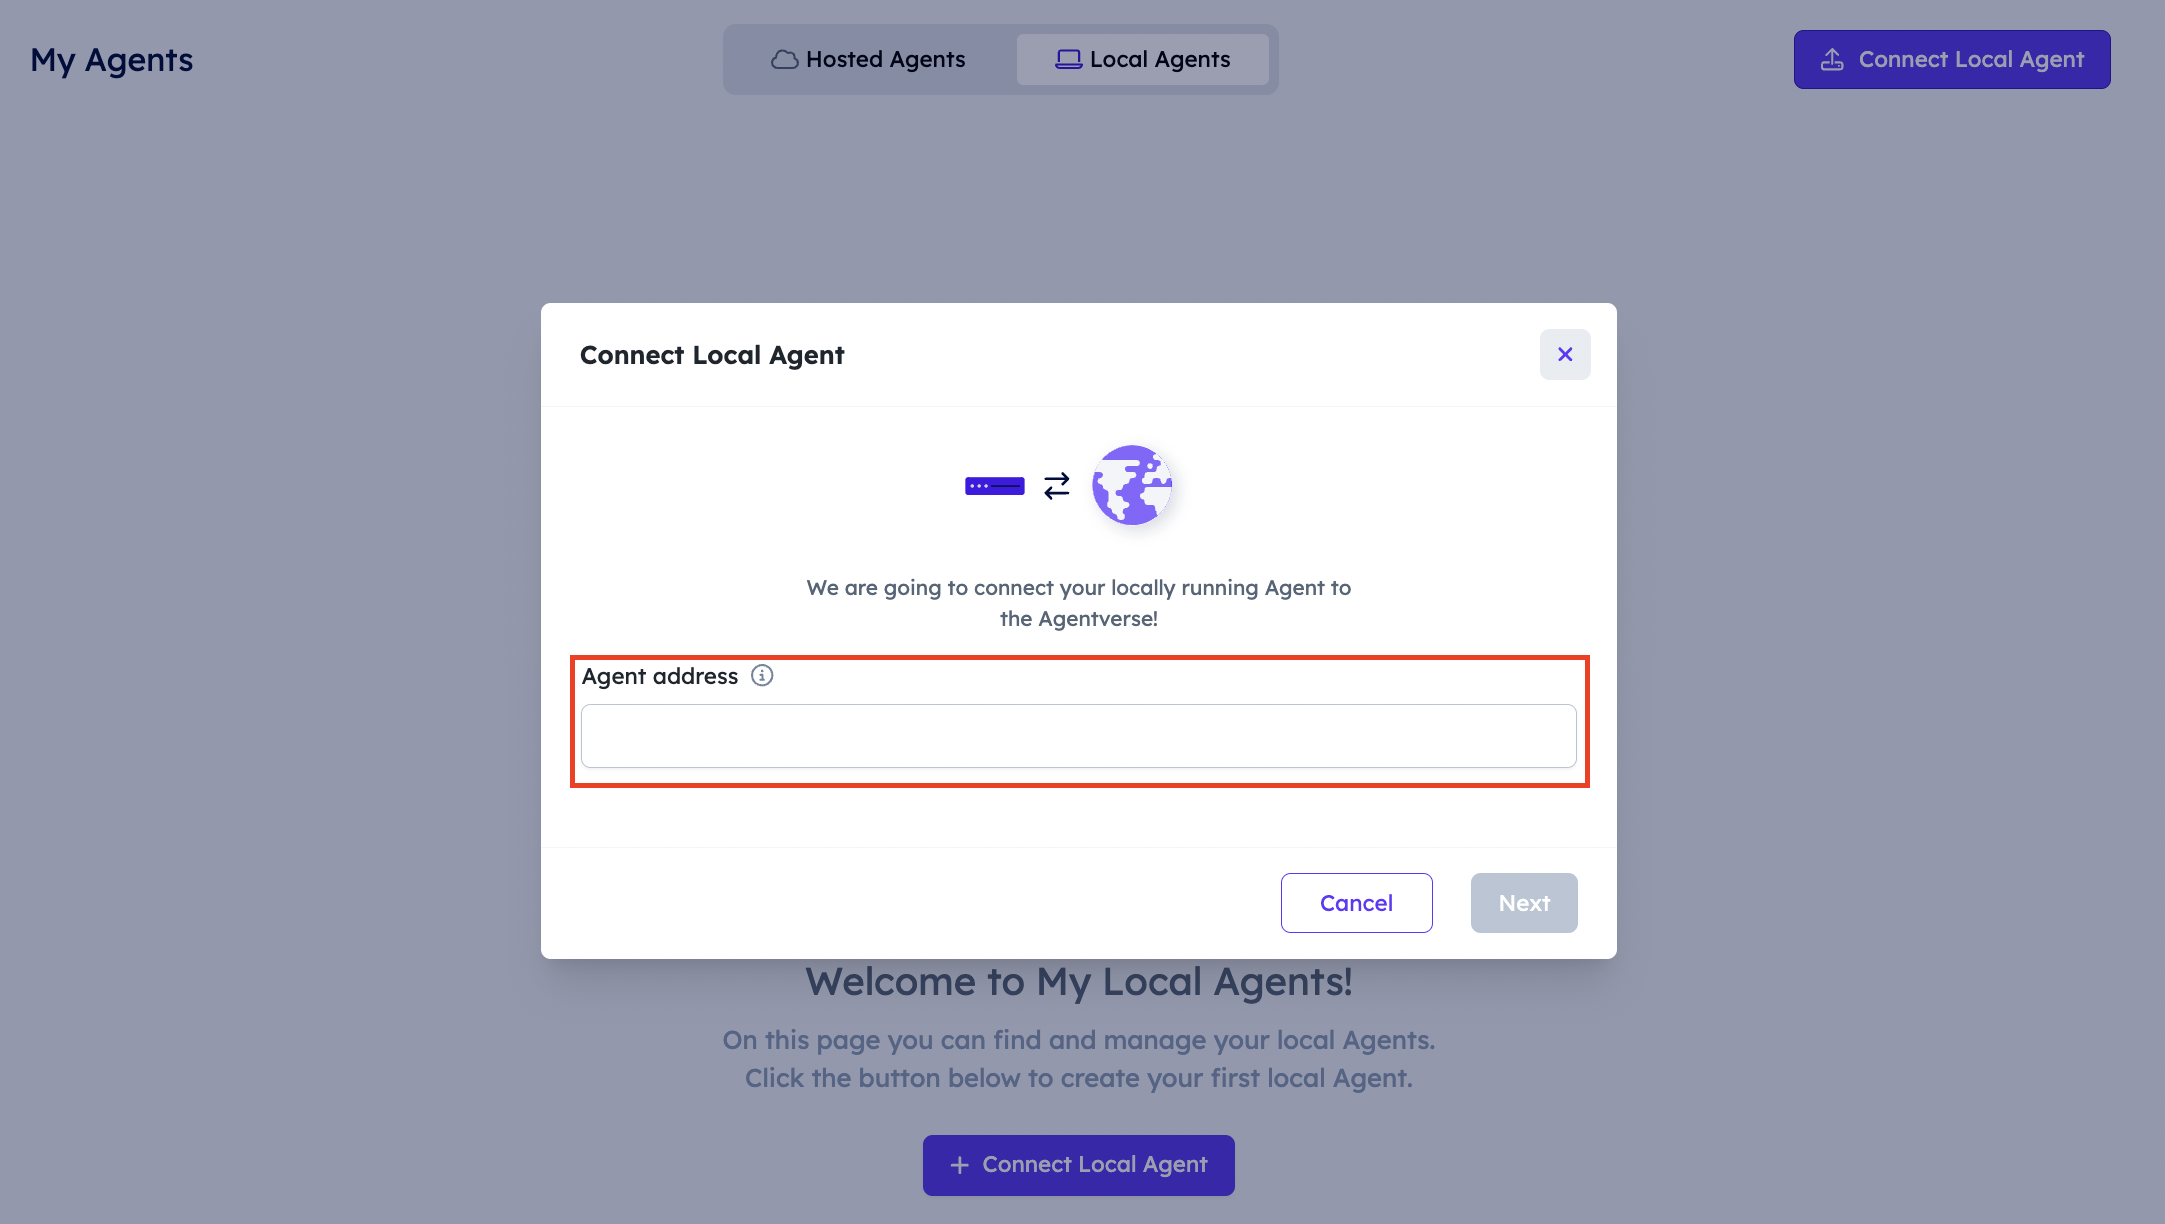 My Agents
Hosted Agents
Local Agents
Connect Local Agent
Connect Local Agent
We are going to connect your locally running Agent to
the Agentverse!
Agent address
Cancel
Next
Welcome to My Local Agents!
On this page you can find and manage your local Agents.
Click the button below to create your first local Agent.
+ Connect Local Agent